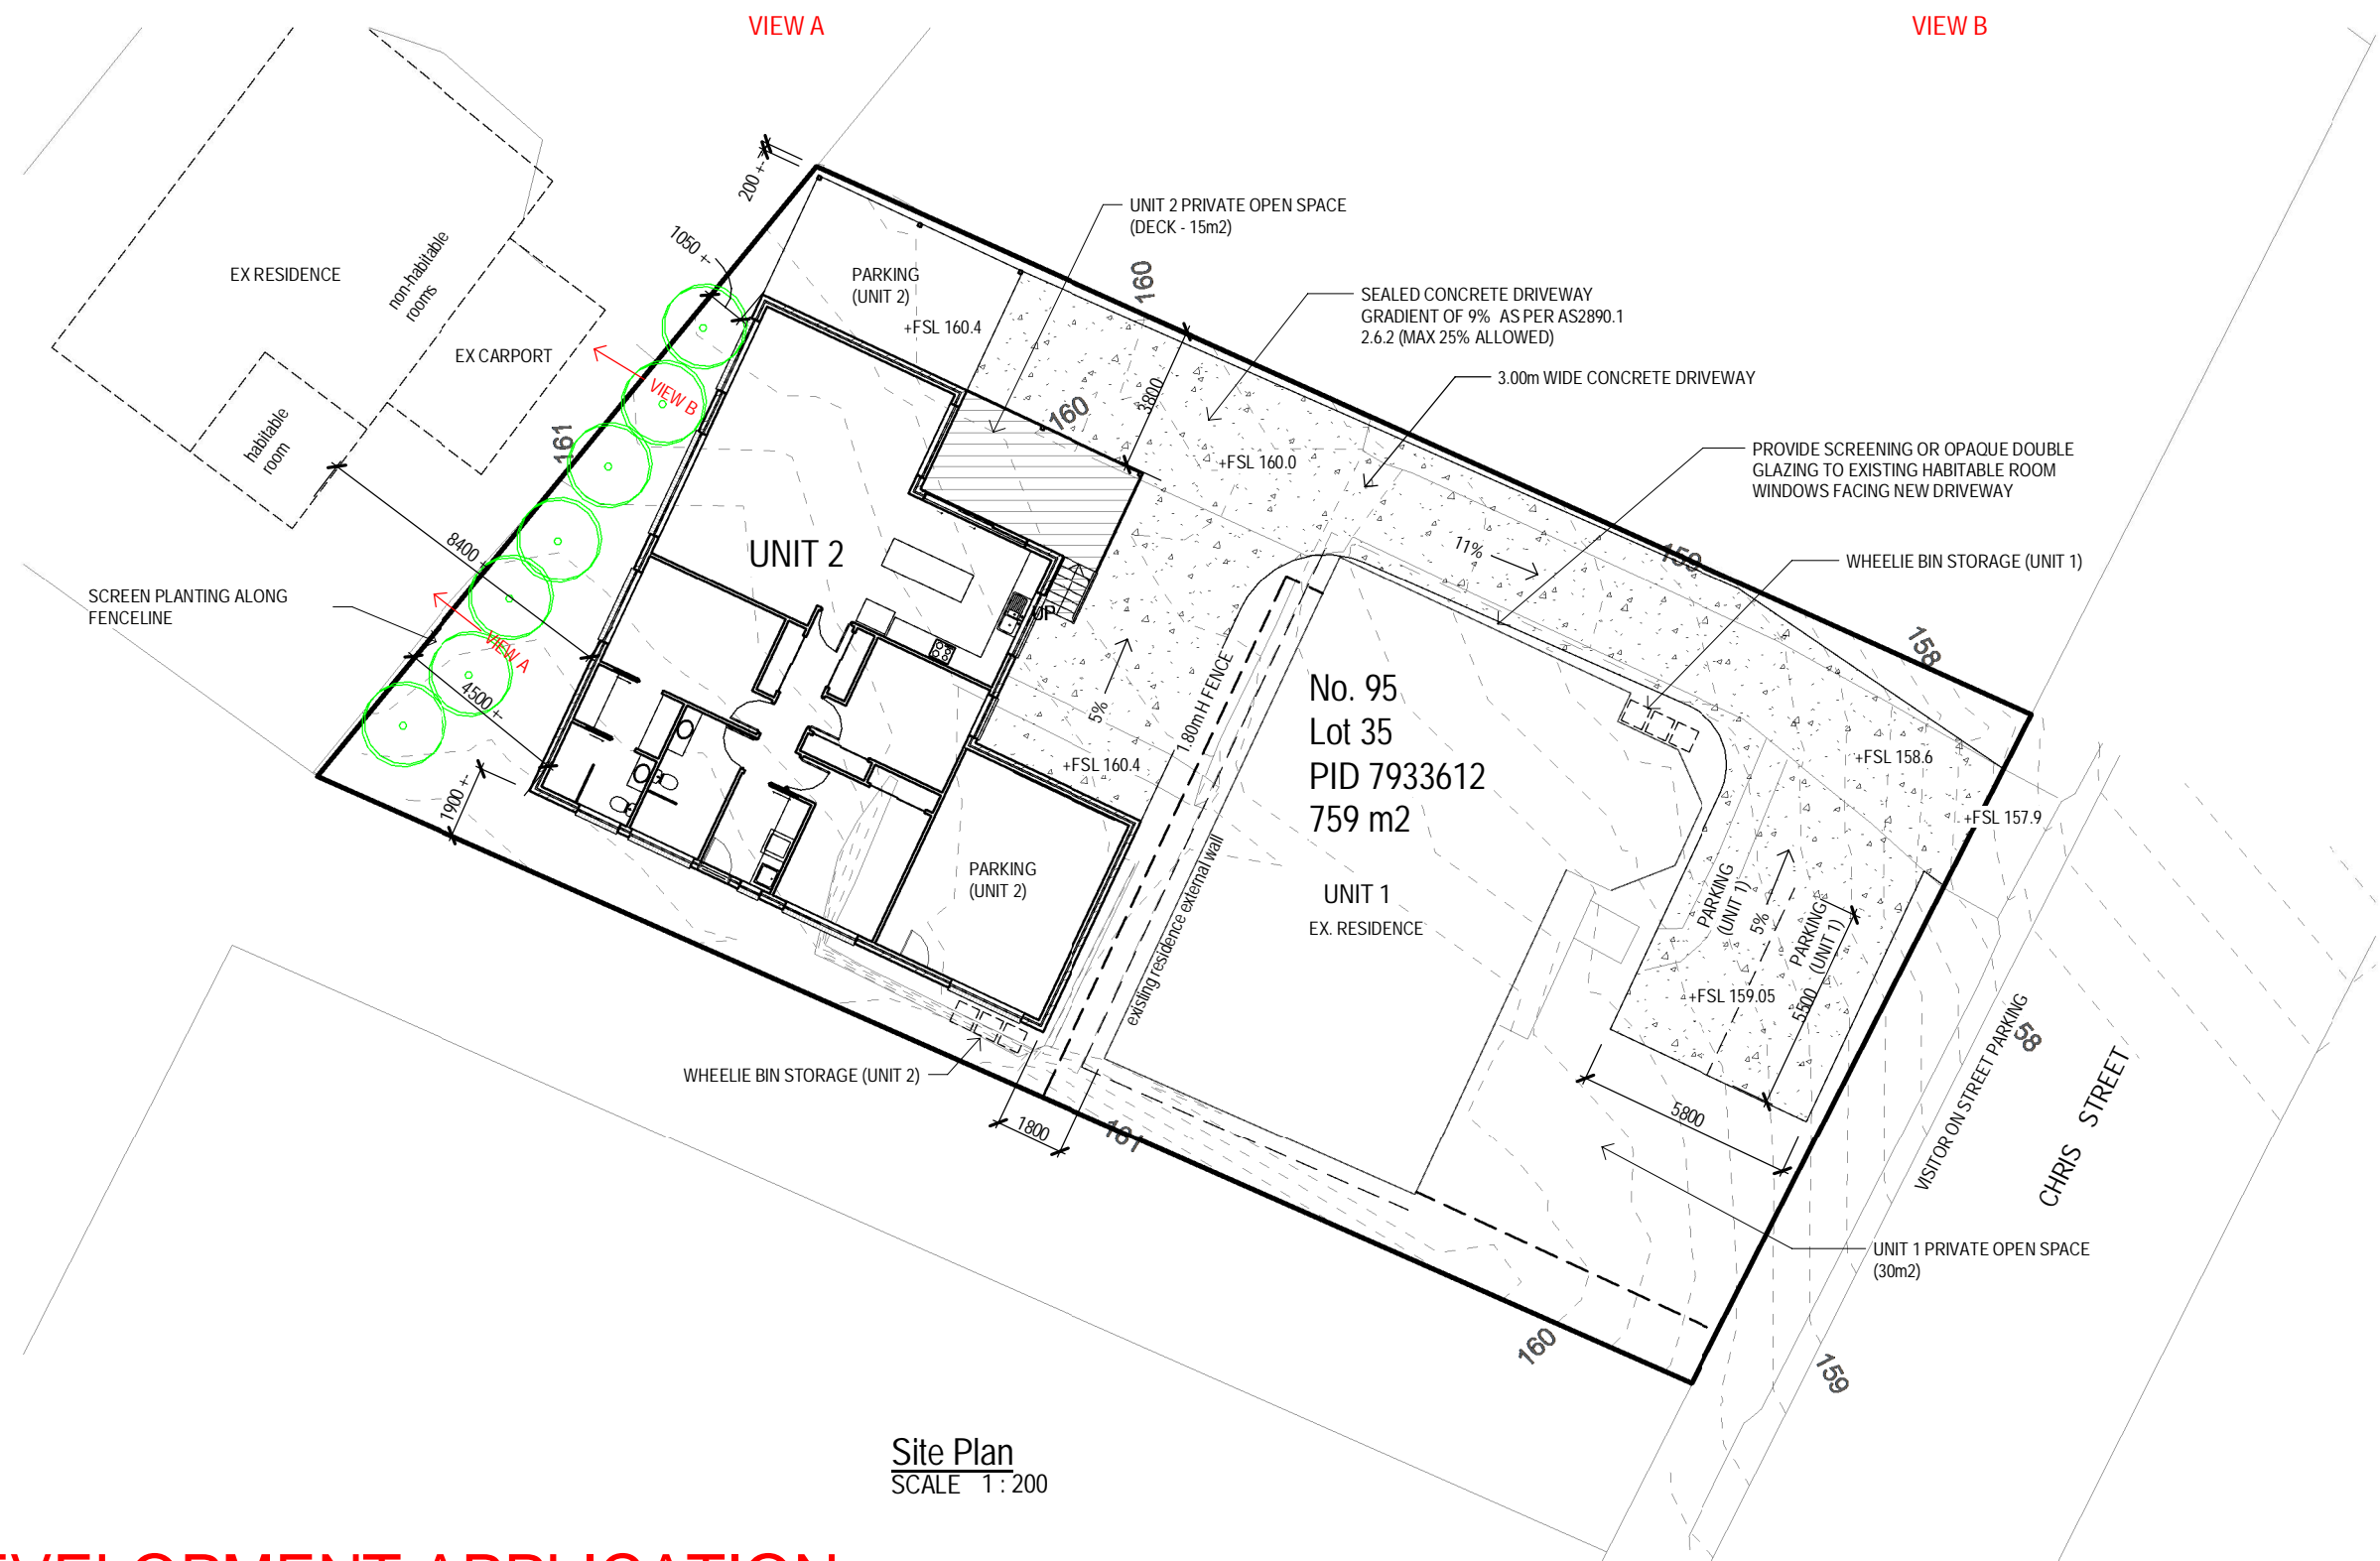 VIEW A
VIEW B
200 +-
1050 +-
UNIT 2 PRIVATE OPEN SPACE
(DECK - 15m2)
EX RESIDENCE
non-habitable
rooms
PARKING
(UNIT 2)
+FSL 160.4
160
SEALED CONCRETE DRIVEWAY
GRADIENT OF 9% AS PER AS2890.1
2.6.2 (MAX 25% ALLOWED)
EX CARPORT
VIEW B
3800
160
3.00m WIDE CONCRETE DRIVEWAY
habitable
room
161
+FSL 160.0
PROVIDE SCREENING OR OPAQUE DOUBLE
GLAZING TO EXISTING HABITABLE ROOM
WINDOWS FACING NEW DRIVEWAY
8400 +-
UNIT 2
11%
159
WHEELIE BIN STORAGE (UNIT 1)
SCREEN PLANTING ALONG
FENCELINE
UP
VIEW A
158
4500 +-
5%
1.80m H FENCE
No. 95
Lot 35
PID 7933612
759 m2
+FSL 160.4
+FSL 158.6
1900 +-
+FSL 157.9
PARKING
(UNIT 2)
existing residence external wall
UNIT 1
EX. RESIDENCE
PARKING
(UNIT 1)
5%
PARKING
(UNIT 1)
+FSL 159.05
5500
VISITOR ON STREET PARKING
58
CHRIS STREET
WHEELIE BIN STORAGE (UNIT 2)
1800
161
5800
UNIT 1 PRIVATE OPEN SPACE
(30m2)
160
159
Site Plan
SCALE 1 : 200
EVELOPMENT APPLICATION